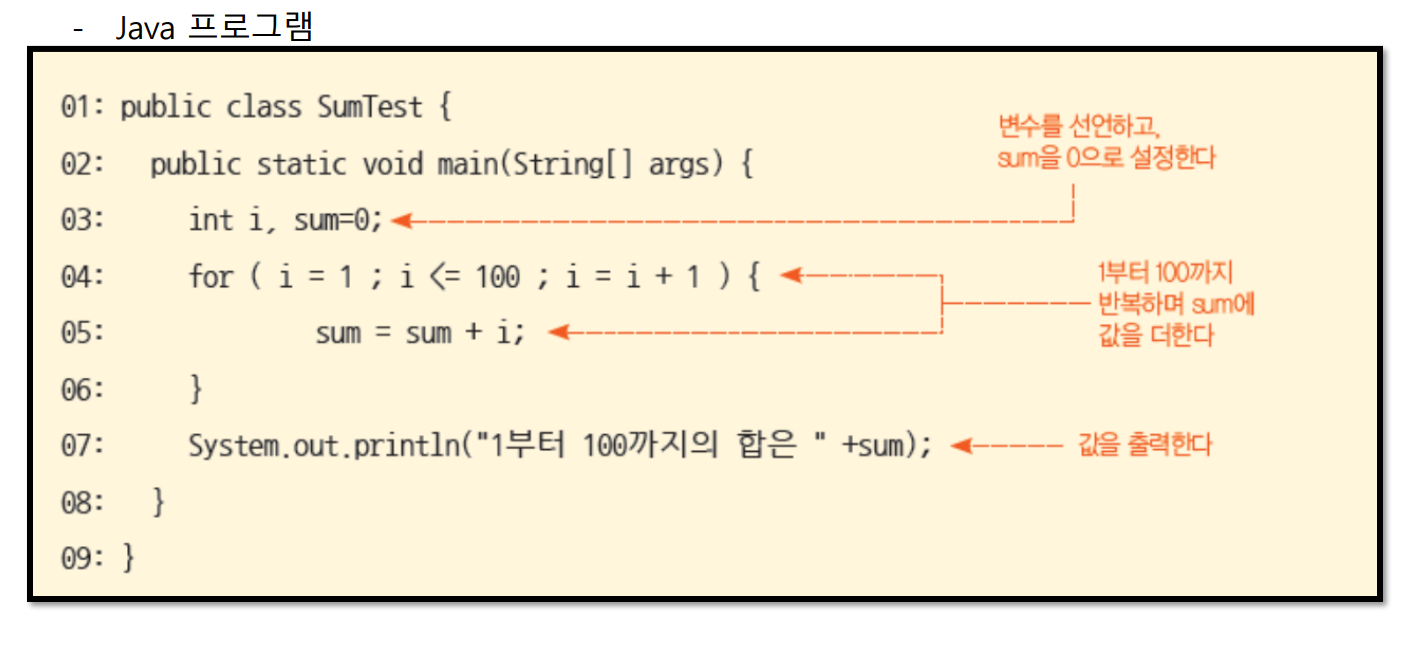 - Java 프로그램
01: public class SumTest {
변수를 선언하고,
sum을 0으로 설정한다
02: public static void main(String[] args) {
03: int i, sum=0;
04: for ( i = 1 ; i <= 100 ; i = i + 1 ) {
1부터 100까지
반복하며 sum에
값을 더한다
05: sum = sum + i;
06: }
07: System.out.println("1부터 100까지의 합은 " +sum);
값을 출력한다
08: }
09: }